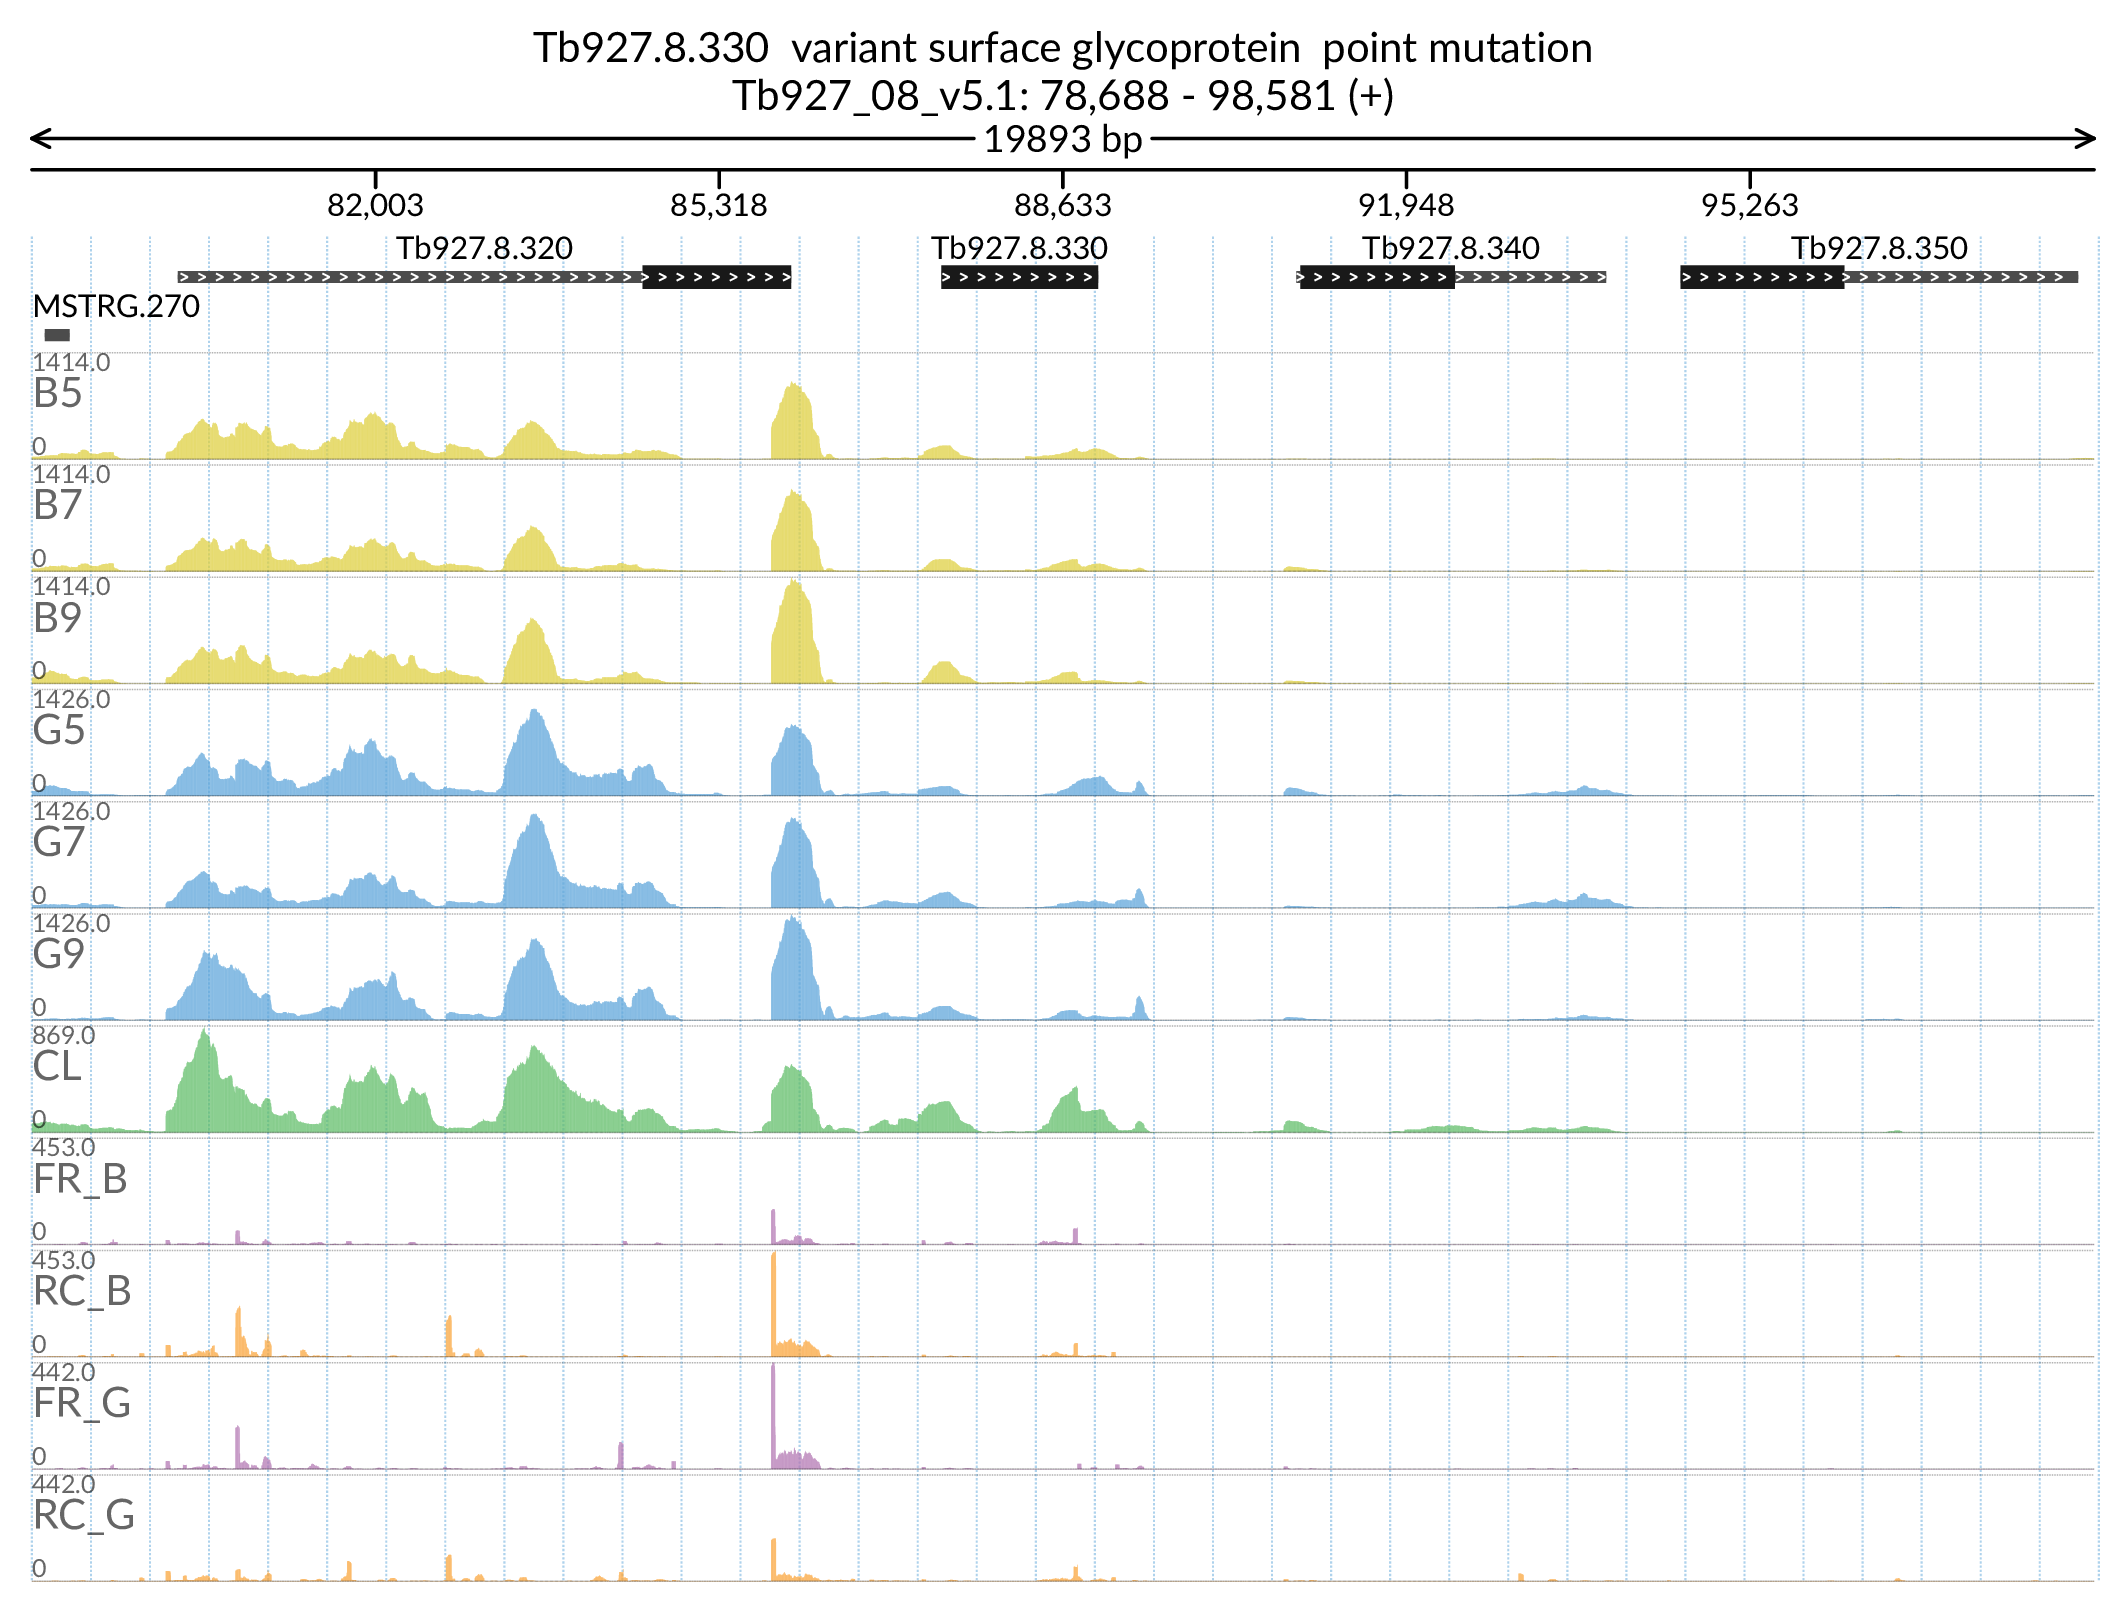 Tb927.8.330  variant surface glycoprotein  point mutation
Tb927_08_v5.1: 78,688 - 98,581 (+)
19893 bp
82,003 85,318 88,633 91,948 95,263
Tb927.8.320 Tb927.8.330 Tb927.8.340 Tb927.8.350
MSTRG.270
1414.0
B5
0
1414.0
B7
0
1414.0
B9
0
1426.0
G5
0
1426.0
G7
0
1426.0
G9
0
869.0
CL
0
453.0
FR_B
0
453.0
RC_B
0
442.0
FR_G
0
442.0
RC_G
0